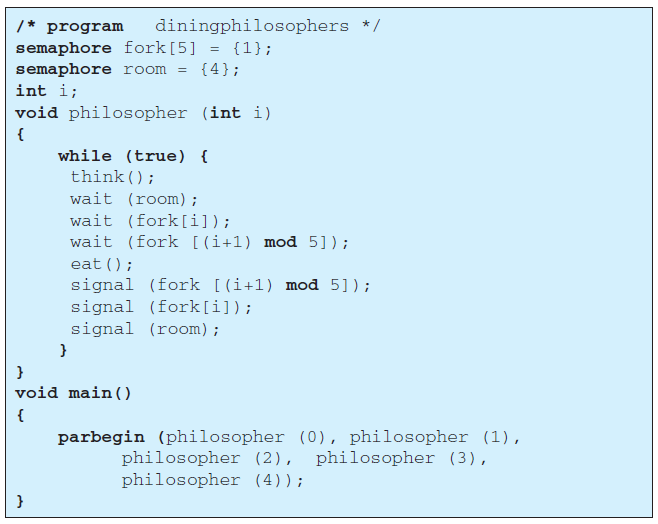 /* program   diningphilosophers */
semaphore fork[5] = {1};
semaphore room = {4};
int i;
void philosopher (int i)
{
    while (true) {
     think();
     wait (room);
     wait (fork[i]);
     wait (fork [(i+1) mod 5]);
     eat();
     signal (fork [(i+1) mod 5]);
     signal (fork[i]);
     signal (room);
    }
}
void main()
{
    parbegin (philosopher (0), philosopher (1),
          philosopher (2),  philosopher (3),
          philosopher (4));
}